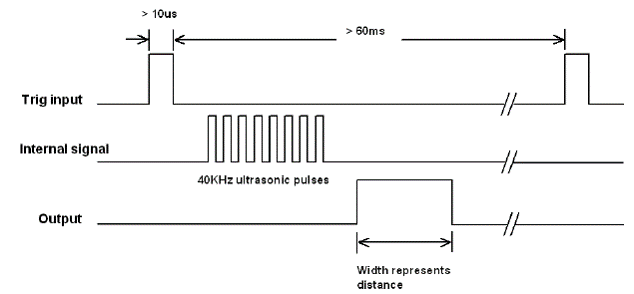 > 10us
> 60ms
Trig input
Internal signal
40KHz ultrasonic pulses
Output
Width represents
distance